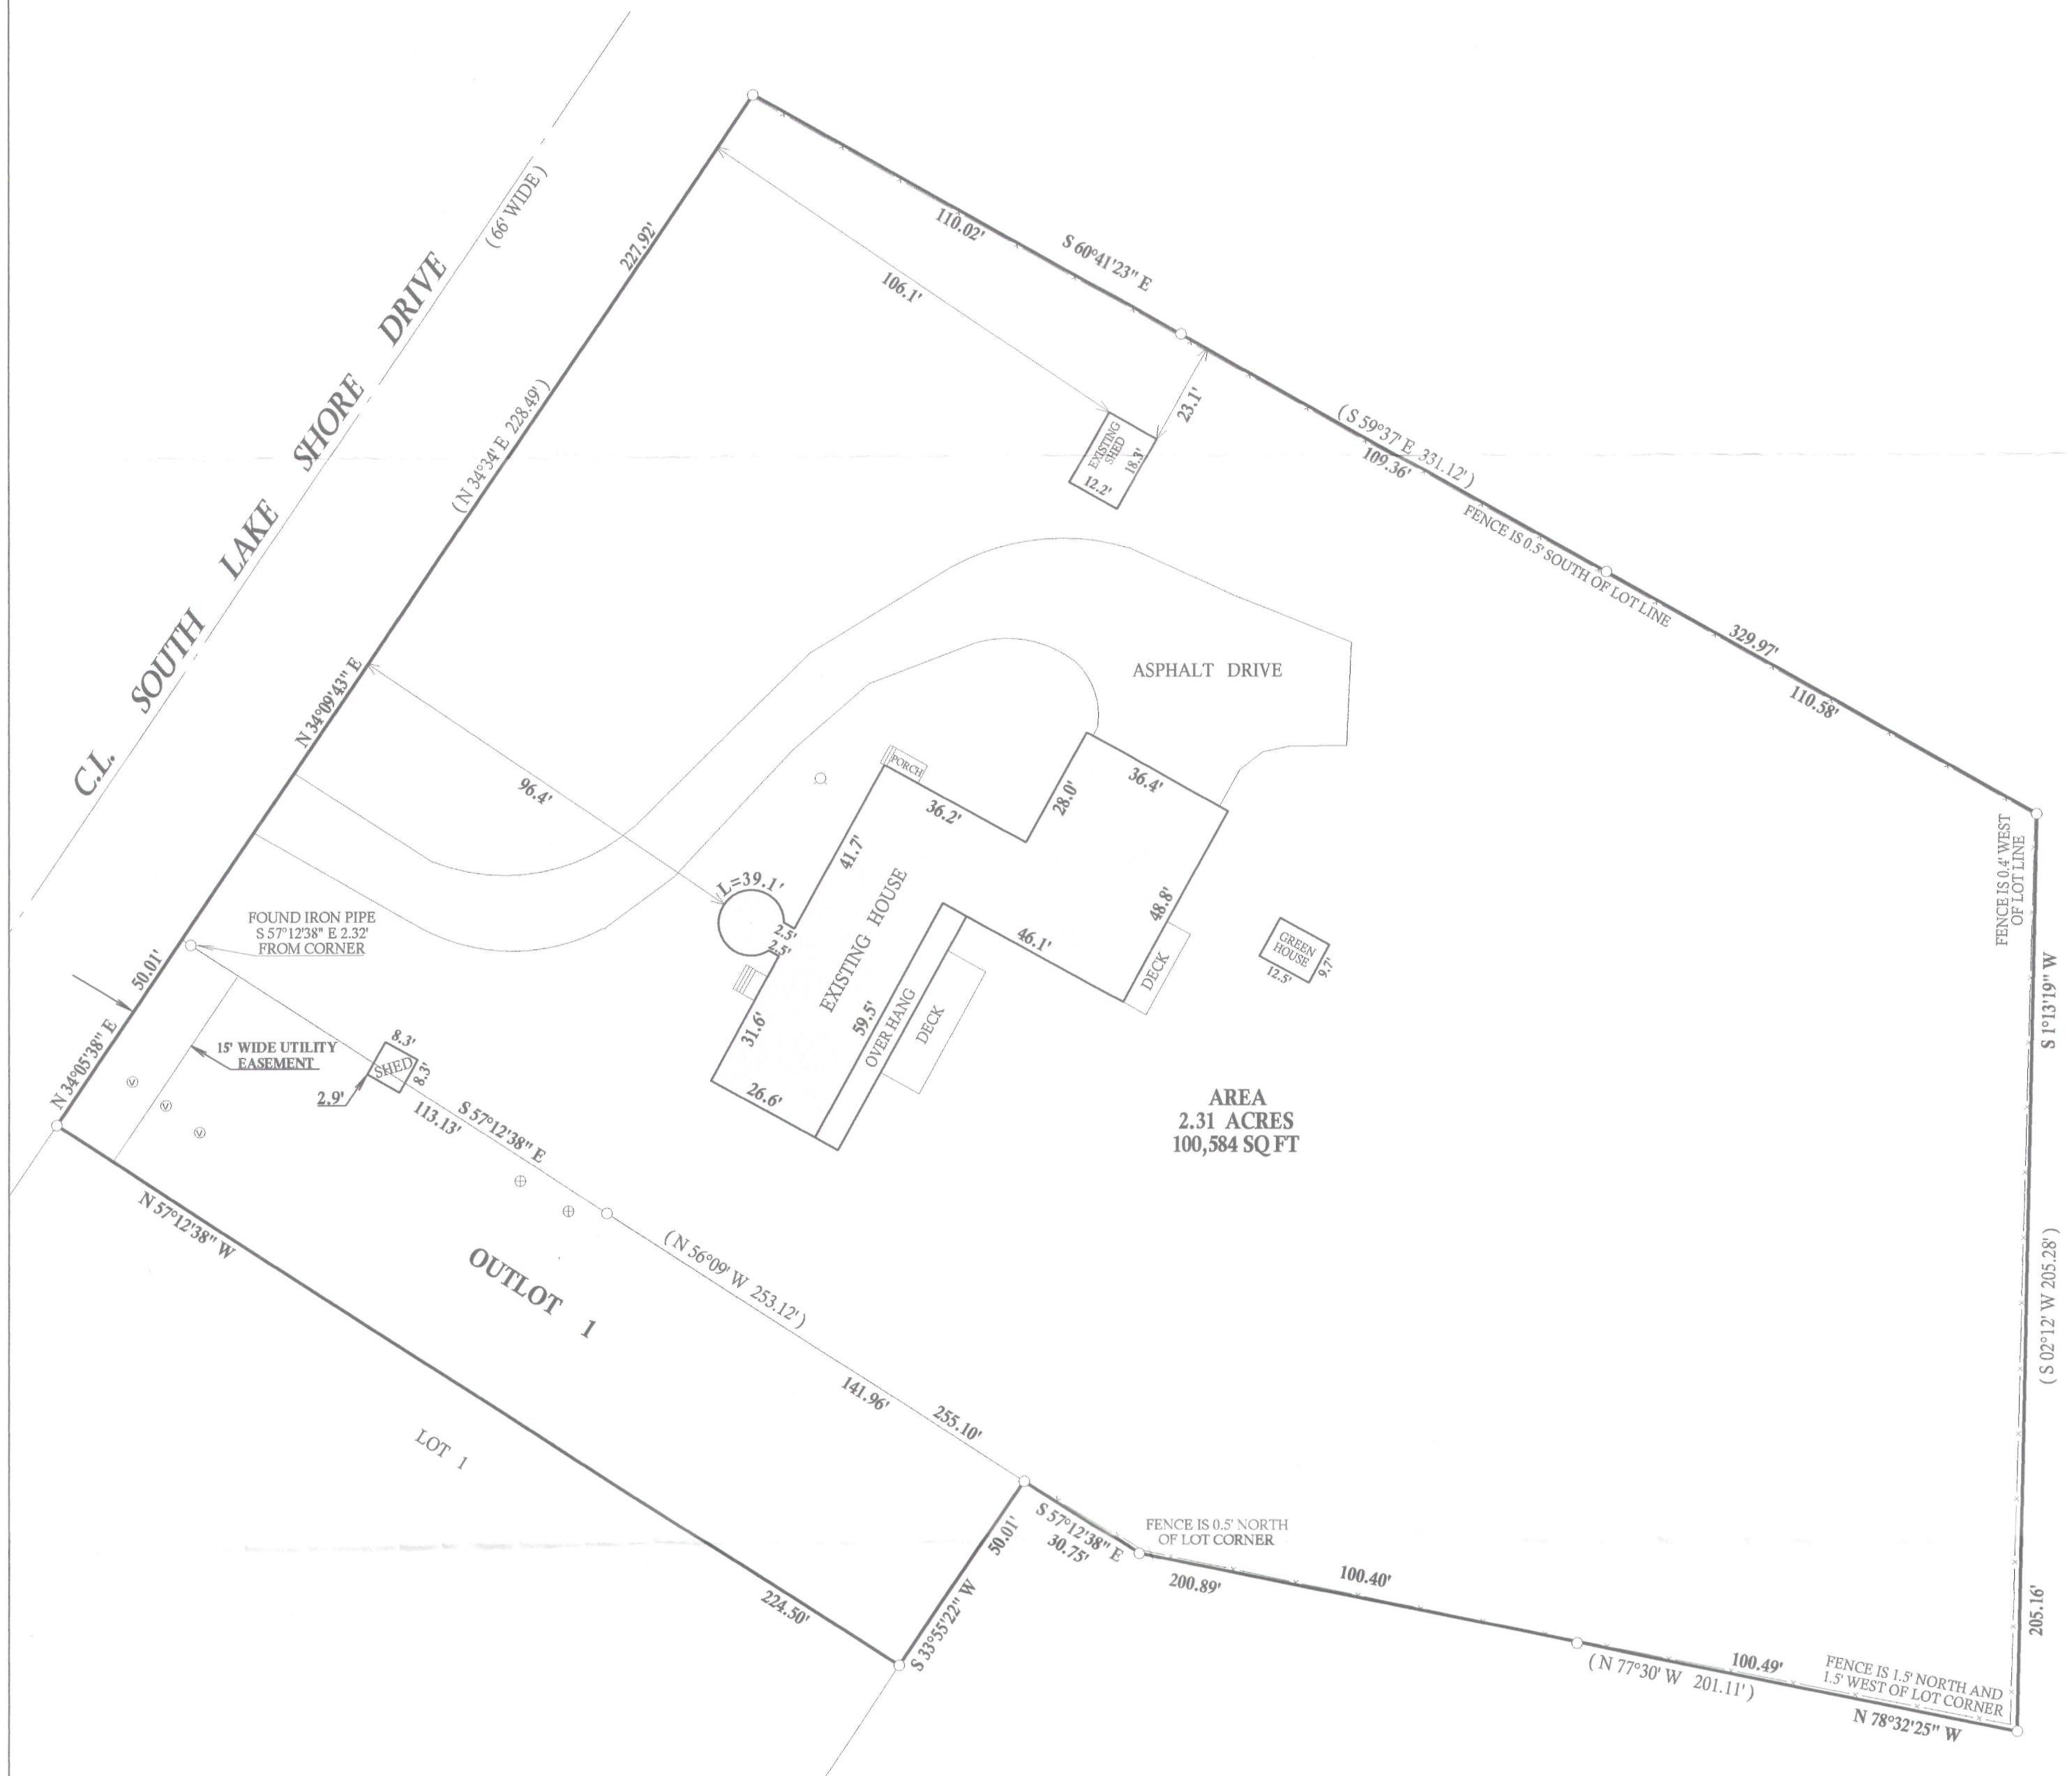 C.L. SOUTH LAKE SHORE DRIVE
( 66' WIDE )
227.92'
( N 34°34' E 228.49' )
N 34°09'43" E
110.02'
S 60°41'23" E
106.1'
23.1'
EXISTING
SHED
18.3'
12.2'
( S 59°37' E 331.12' )
109.36'
FENCE IS 0.5' SOUTH OF LOT LINE
329.97'
110.58'
ASPHALT DRIVE
PORCH
36.2'
28.0'
36.4'
41.7'
96.4'
L=39.1'
2.5'
2.5'
EXISTING HOUSE
48.8'
46.1'
DECK
GREEN
HOUSE
12.5'
9.7'
59.5'
OVER HANG
DECK
31.6'
26.6'
FENCE IS 0.4' WEST
OF LOT LINE
S 1°13'19" W
( S 02°12' W 205.28' )
205.16'
FOUND IRON PIPE
S 57°12'38" E 2.32'
FROM CORNER
50.01'
N 34°05'38" E
15' WIDE UTILITY
EASEMENT
V
V
V
8.3'
SHED
8.3'
2.9'
113.13'
S 57°12'38" E
AREA
2.31 ACRES
100,584 SQ FT
N 57°12'38" W
OUTLOT 1
( N 56°09' W 253.12' )
141.96'
255.10'
LOT 1
224.50'
50.01'
S 33°55'22" W
S 57°12'38" E
30.75'
FENCE IS 0.5' NORTH
OF LOT CORNER
200.89'
100.40'
( N 77°30' W 201.11' )
100.49'
FENCE IS 1.5' NORTH AND
1.5' WEST OF LOT CORNER
N 78°32'25" W